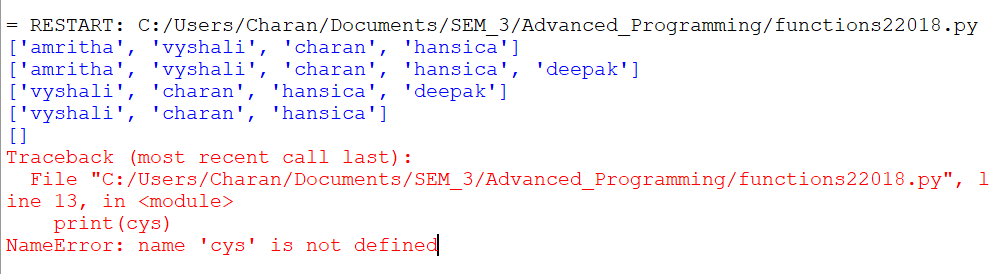 = RESTART: C:/Users/Charan/Documents/SEM_3/Advanced_Programming/functions22018.py
['amritha', 'vyshali', 'charan', 'hansica']
['amritha', 'vyshali', 'charan', 'hansica', 'deepak']
['vyshali', 'charan', 'hansica', 'deepak']
['vyshali', 'charan', 'hansica']
[]
Traceback (most recent call last):
  File "C:/Users/Charan/Documents/SEM_3/Advanced_Programming/functions22018.py", l
ine 13, in <module>
    print(cys)
NameError: name 'cys' is not defined